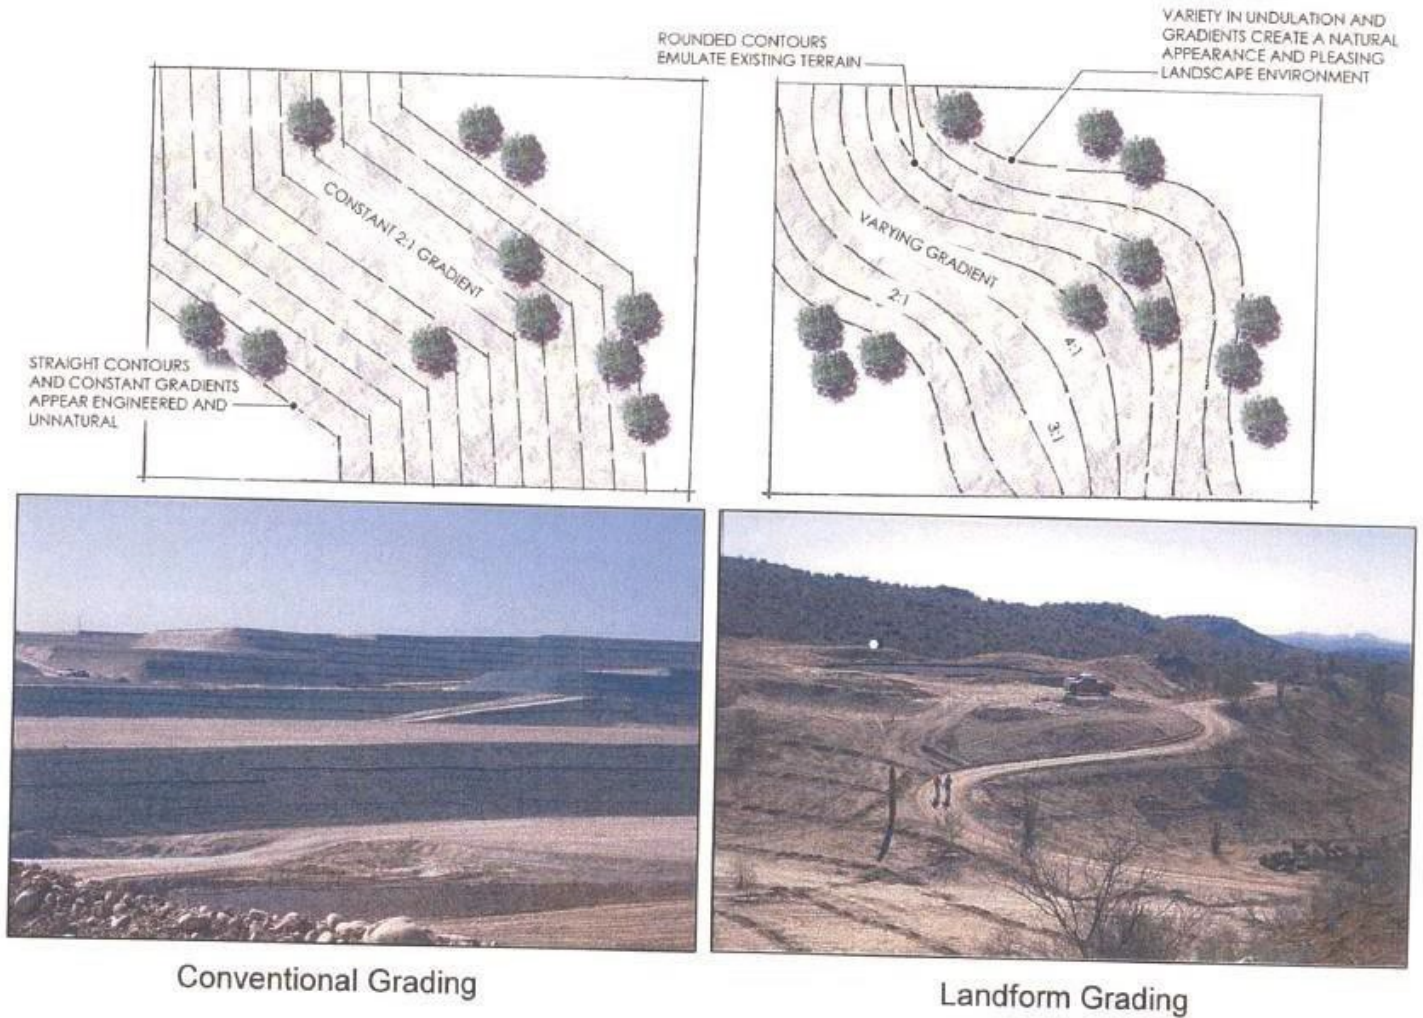 ROUNDED CONTOURS
EMULATE EXISTING TERRAIN
VARIETY IN UNDULATION AND
GRADIENTS CREATE A NATURAL
APPEARANCE AND PLEASING
LANDSCAPE ENVIRONMENT
CONSTANT 2:1 GRADIENT
STRAIGHT CONTOURS
AND CONSTANT GRADIENTS
APPEAR ENGINEERED AND
UNNATURAL
VARYING GRADIENT
2:1
4:1
3:1
Conventional Grading
Landform Grading